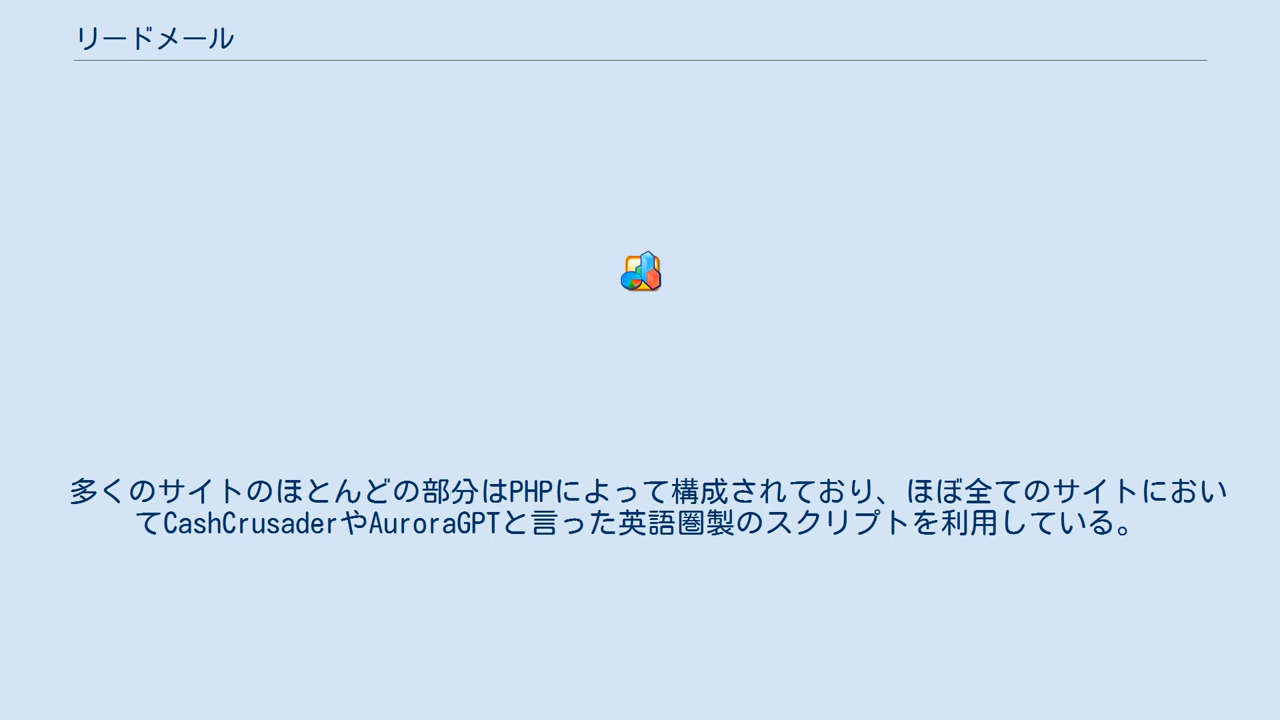 リードメール
多くのサイトのほとんどの部分はPHPによって構成されており、ほぼ全てのサイトにおい
てCashCrusaderやAuroraGPTと言った英語圏製のスクリプトを利用している。